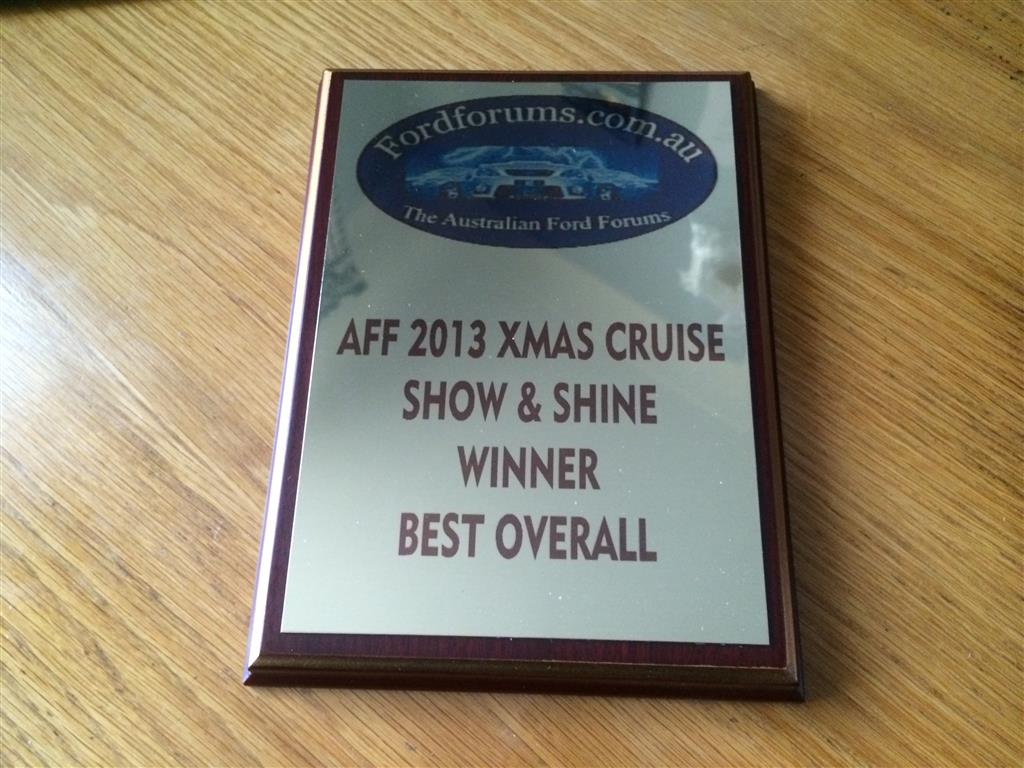 Fordforums.com.au
The Australian Ford Forums
AFF 2013 XMAS CRUISE
SHOW & SHINE
WINNER
BEST OVERALL